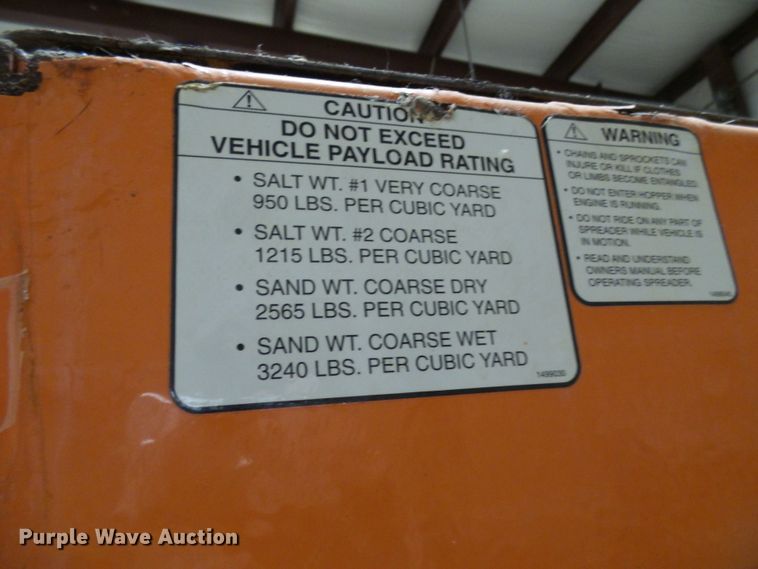 CAUTION
DO NOT EXCEED
VEHICLE PAYLOAD RATING
• SALT WT. #1 VERY COARSE
950 LBS. PER CUBIC YARD
• SALT WT. #2 COARSE
1215 LBS. PER CUBIC YARD
• SAND WT. COARSE DRY
2565 LBS. PER CUBIC YARD
• SAND WT. COARSE WET
3240 LBS. PER CUBIC YARD
1499030
WARNING
• CHAINS AND SPROCKETS CAN
INJURE OR KILL IF CLOTHES
OR LIMBS BECOME ENTANGLED.
• DO NOT ENTER HOPPER WHEN
ENGINE IS RUNNING.
• DO NOT RIDE ON ANY PART OF
SPREADER WHILE VEHICLE IS
IN MOTION.
• READ AND UNDERSTAND
OWNERS MANUAL BEFORE
OPERATING SPREADER.
Purple Wave Auction